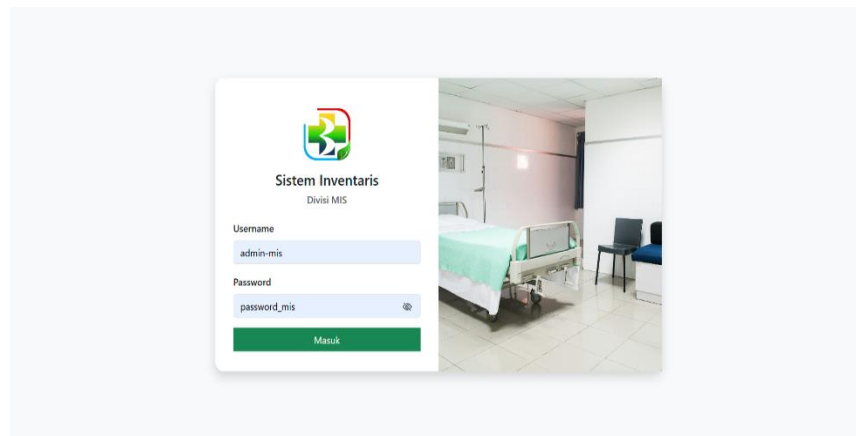 Sistem Inventaris
Divisi MIS
Username
admin-mis
Password
password_mis
Masuk